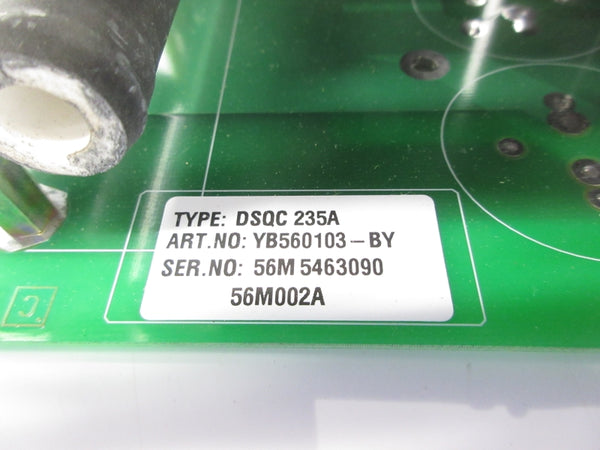 TYPE: DSQC 235A
ART.NO: YB560103-BY
SER.NO: 56M 5463090
56M002A